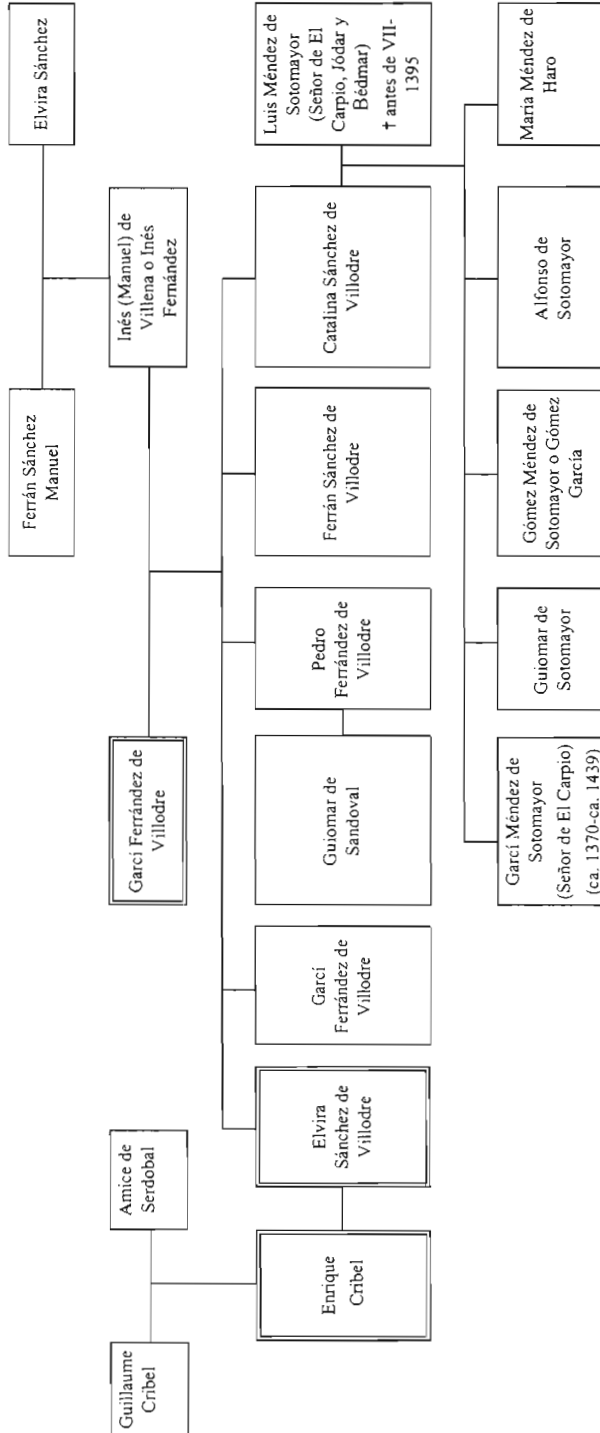 Ferrán Sánchez
Manuel
Elvira Sánchez
Guillaume
Cribel
Amice de
Serdobal
Garci Ferrández de
Villodre
Inés (Manuel) de
Villena o Inés
Fernández
Enrique
Cribel
Elvira
Sánchez de
Villodre
Garci
Ferrández de
Villodre
Guiomar de
Sandoval
Pedro
Ferrández de
Villodre
Ferrán Sánchez de
Villodre
Catalina Sánchez de
Villodre
Luis Méndez de
Sotomayor
(Señor de El
Carpio, Jódar y
Bédmar)
† antes de VII-
1395
Garcí Méndez de
Sotomayor
(Señor de El Carpio)
(ca. 1370-ca. 1439)
Guiomar de
Sotomayor
Gómez Méndez de
Sotomayor o Gómez
García
Alfonso de
Sotomayor
María Méndez de
Haro